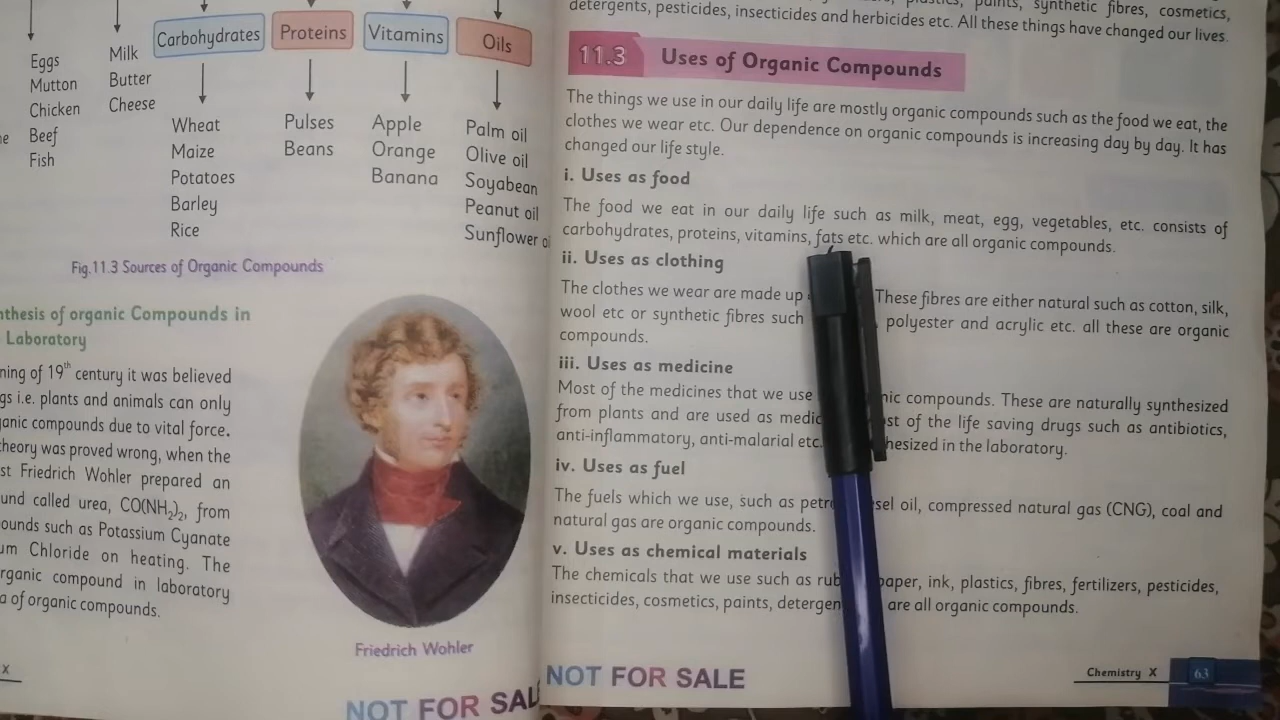 Carbohydrates
Proteins
Vitamins
Oils
Eggs
Mutton
Chicken
Beef
Fish
Milk
Butter
Cheese
Wheat
Maize
Potatoes
Barley
Rice
Pulses
Beans
Apple
Orange
Banana
Palm oil
Olive oil
Soyabean
Peanut oil
Sunflower
Fig.11.3 Sources of Organic Compounds
of organic Compounds in
Laboratory
of 19th century it was believed
i.e. plants and animals can only
compounds due to vital force.
theory was proved wrong, when the
Friedrich Wohler prepared an
called urea, CO(NH2)2, from
such as Potassium Cyanate
Chloride on heating. The
compound in laboratory
of organic compounds.
Friedrich Wohler
X
NOT FOR
synthetic fibres, cosmetics,
detergents, pesticides, insecticides and herbicides etc. All these things have changed our lives.
11.3 Uses of Organic Compounds
The things we use in our daily life are mostly organic compounds such as the food we eat, the
clothes we wear etc. Our dependence on organic compounds is increasing day by day. It has
changed our life style.
i. Uses as food
The food we eat in our daily life such as milk, meat, egg, vegetables, etc. consists of
carbohydrates, proteins, vitamins, fats etc. which are all organic compounds.
ii. Uses as clothing
The clothes we wear are made up These fibres are either natural such as cotton, silk,
wool etc or synthetic fibres such polyester and acrylic etc. all these are organic
compounds.
iii. Uses as medicine
Most of the medicines that we use compounds. These are naturally synthesized
from plants and are used as of the life saving drugs such as antibiotics,
anti-inflammatory, anti-malarial etc. in the laboratory.
iv. Uses as fuel
The fuels which we use, such as oil, compressed natural gas (CNG), coal and
natural gas are organic compounds.
v. Uses as chemical materials
The chemicals that we use such as paper, ink, plastics, fibres, fertilizers, pesticides,
insecticides, cosmetics, paints, are all organic compounds.
NOT FOR SALE
Chemistry X 63